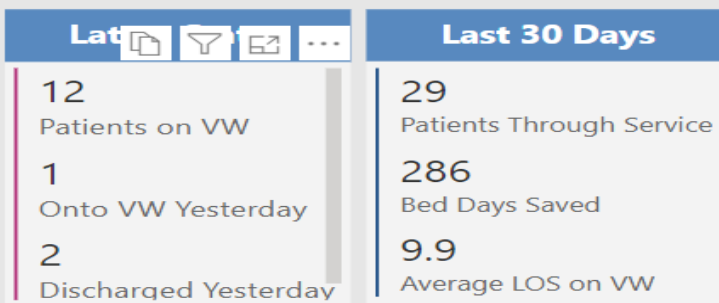 Last 30 Days
12
Patients on VW
1
Onto VW Yesterday
2
Discharged Yesterday
29
Patients Through Service
286
Bed Days Saved
9.9
Average LOS on VW